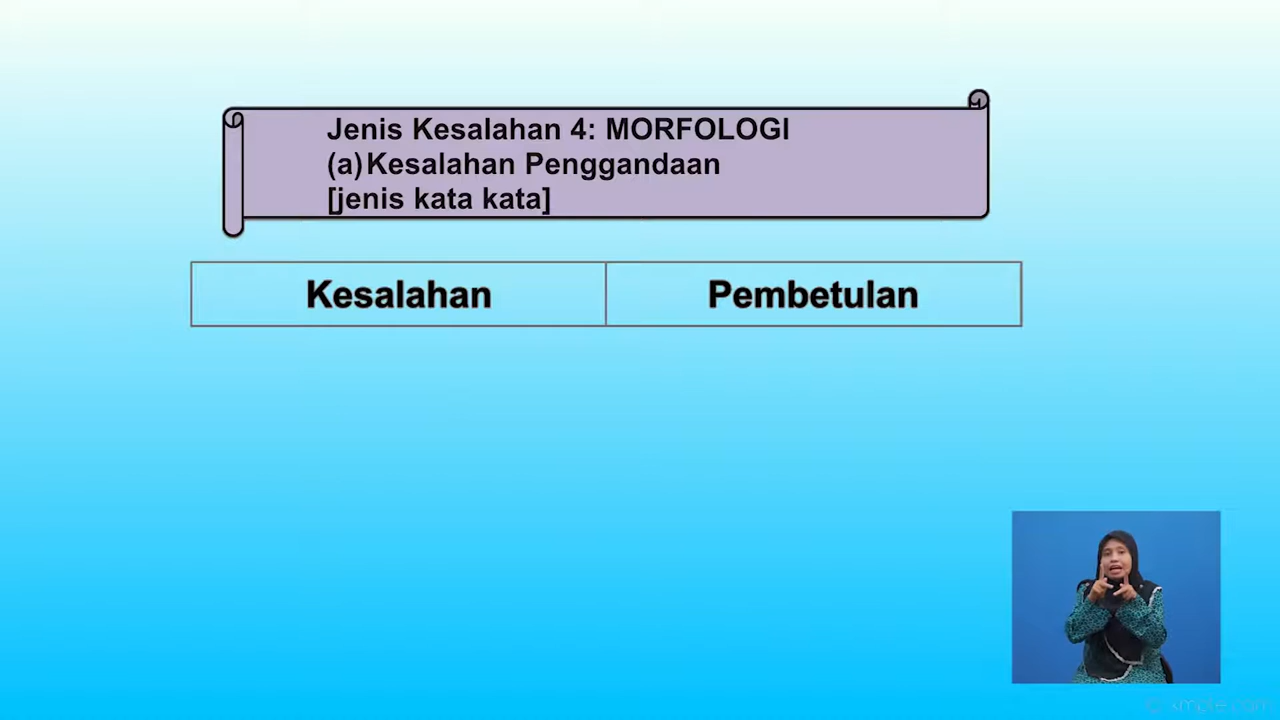 Jenis Kesalahan 4: MORFOLOGI
(a)Kesalahan Penggandaan
[jenis kata kata]
Kesalahan Pembetulan